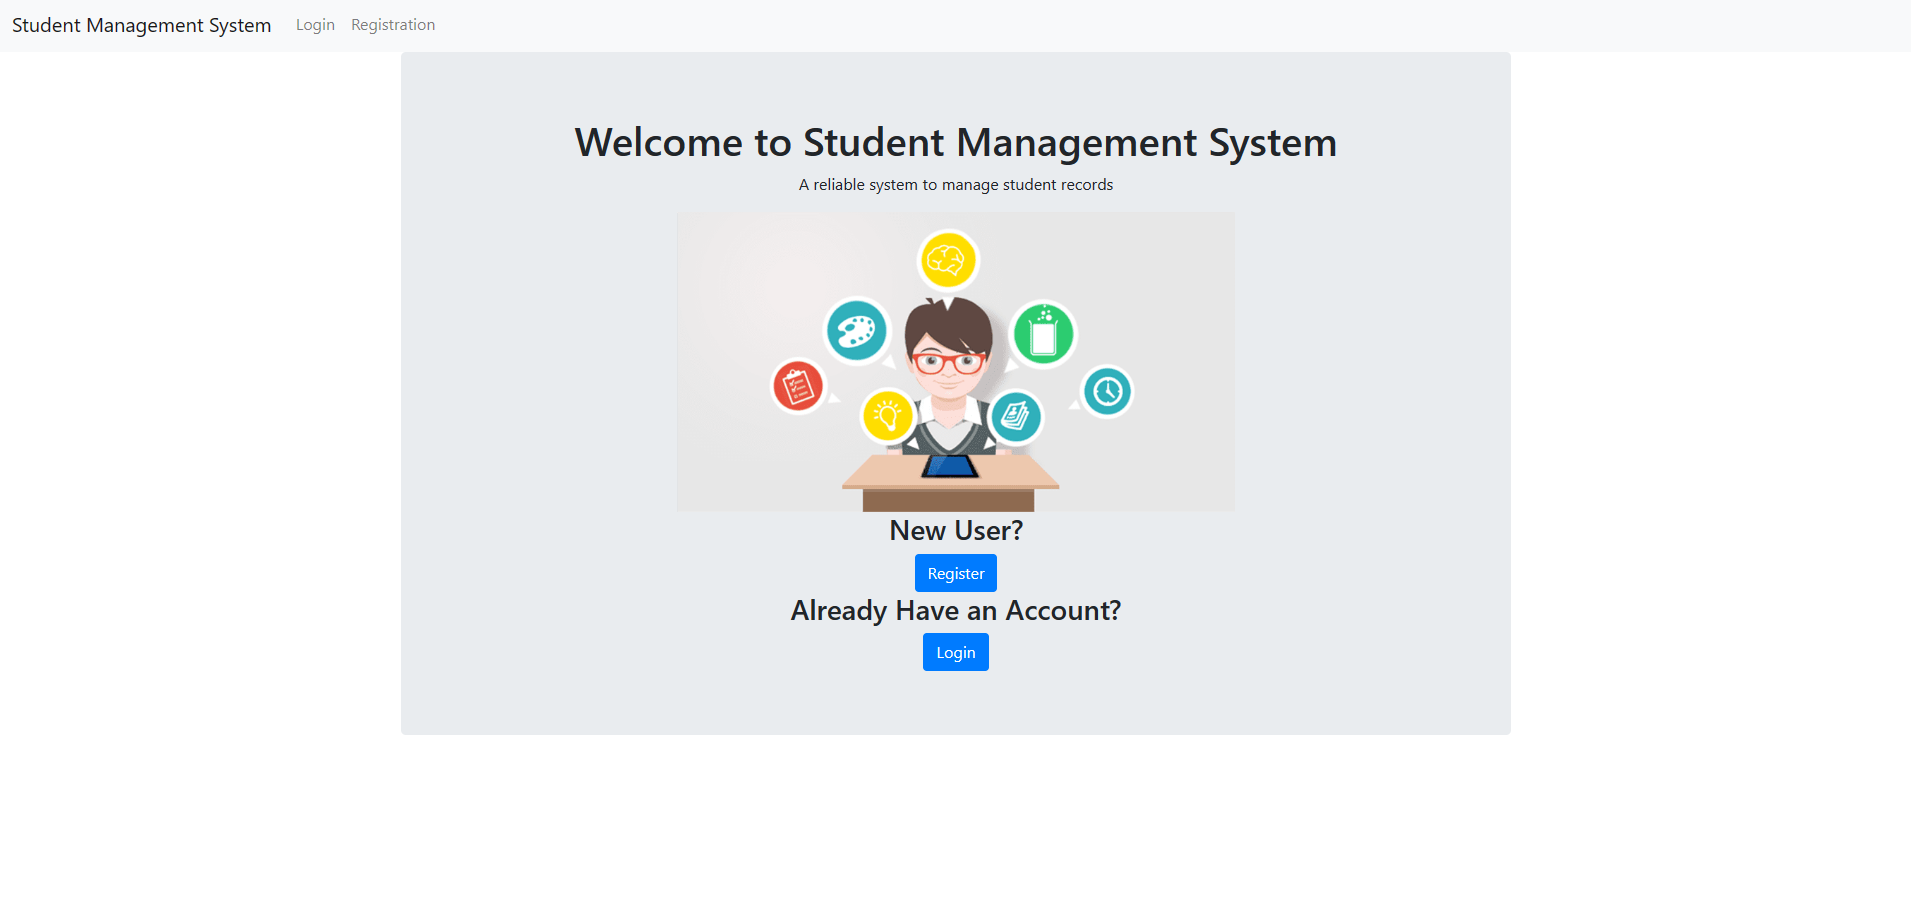 Student Management System Login Registration
Welcome to Student Management System
A reliable system to manage student records
New User?
Register
Already Have an Account?
Login